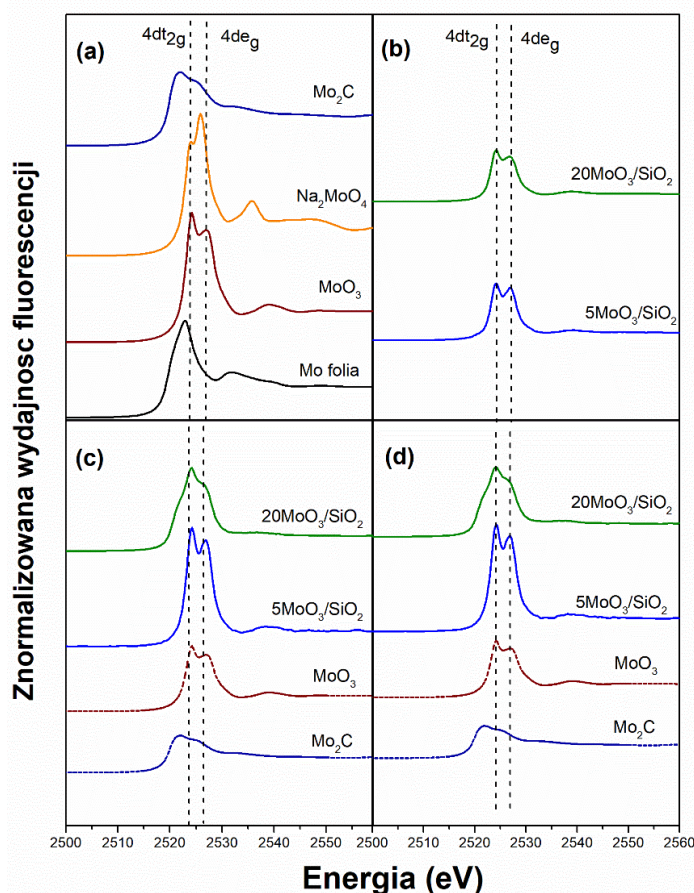 (a)
4dt2g
4deg
Mo2C
Na2MoO4
MoO3
Mo folia
(b)
4dt2g
4deg
20MoO3/SiO2
5MoO3/SiO2
(c)
20MoO3/SiO2
5MoO3/SiO2
MoO3
Mo2C
(d)
20MoO3/SiO2
5MoO3/SiO2
MoO3
Mo2C
Znormalizowana wydajnosc fluorescencji
2500 2510 2520 2530 2540 2550 2500 2510 2520 2530 2540 2550 2560
Energia (eV)